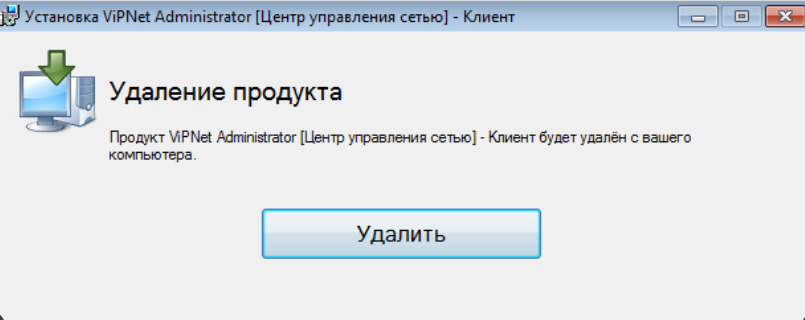 Установка ViPNet Administrator [Центр управления сетью] - Клиент
Удаление продукта
Продукт ViPNet Administrator [Центр управления сетью] - Клиент будет удалён с вашего
компьютера.
Удалить